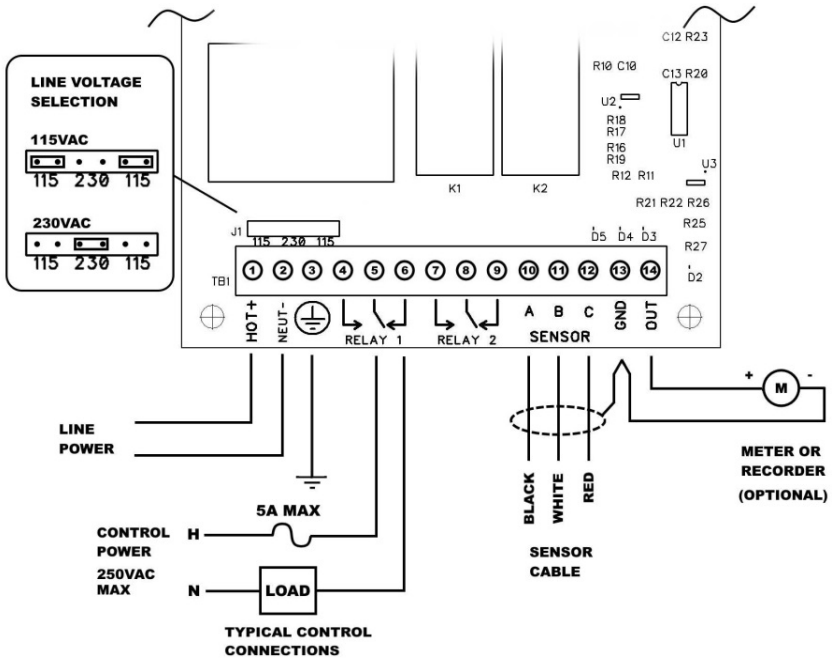 C12 R23
R10 C10
C13 R20
U2
R18
R17
R16
R19
U1
R12 R11
U3
R21 R22 R26
R25
R27
LINE VOLTAGE
SELECTION
115VAC
115 230 115
230VAC
115 230 115
K1
K2
J1
115 230 115
D5 D4 D3
D2
TB1
1 2 3 4 5 6 7 8 9 10 11 12 13 14
HOT+
NEUT-
RELAY 1
RELAY 2
A B C
SENSOR
GND
OUT
LINE
POWER
+ M -
METER OR
RECORDER
(OPTIONAL)
BLACK
WHITE
RED
SENSOR
CABLE
5A MAX
CONTROL
POWER
H
250VAC
MAX
N
LOAD
TYPICAL CONTROL
CONNECTIONS